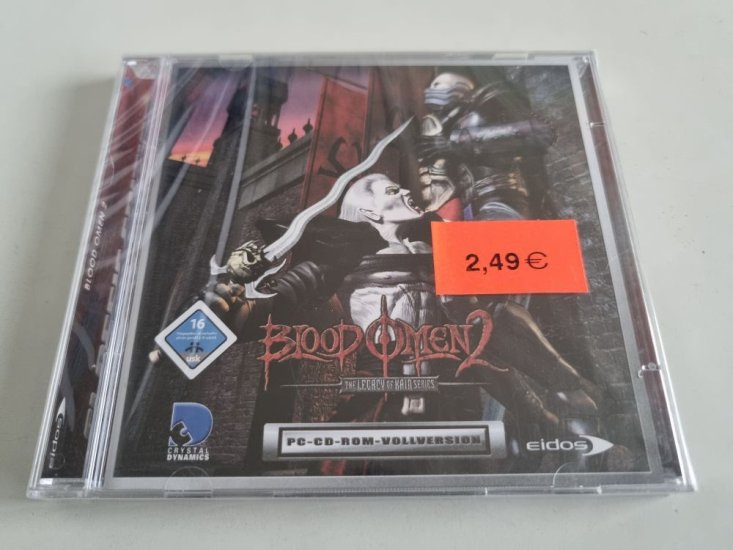 BLOOD OMEN 2
2,49 €
16
usk
BLOOD OMEN 2
THE LEGACY OF KAIN SERIES
CRYSTAL
DYNAMICS
PC-CD-ROM-VOLLVERSION
eidos
eidos